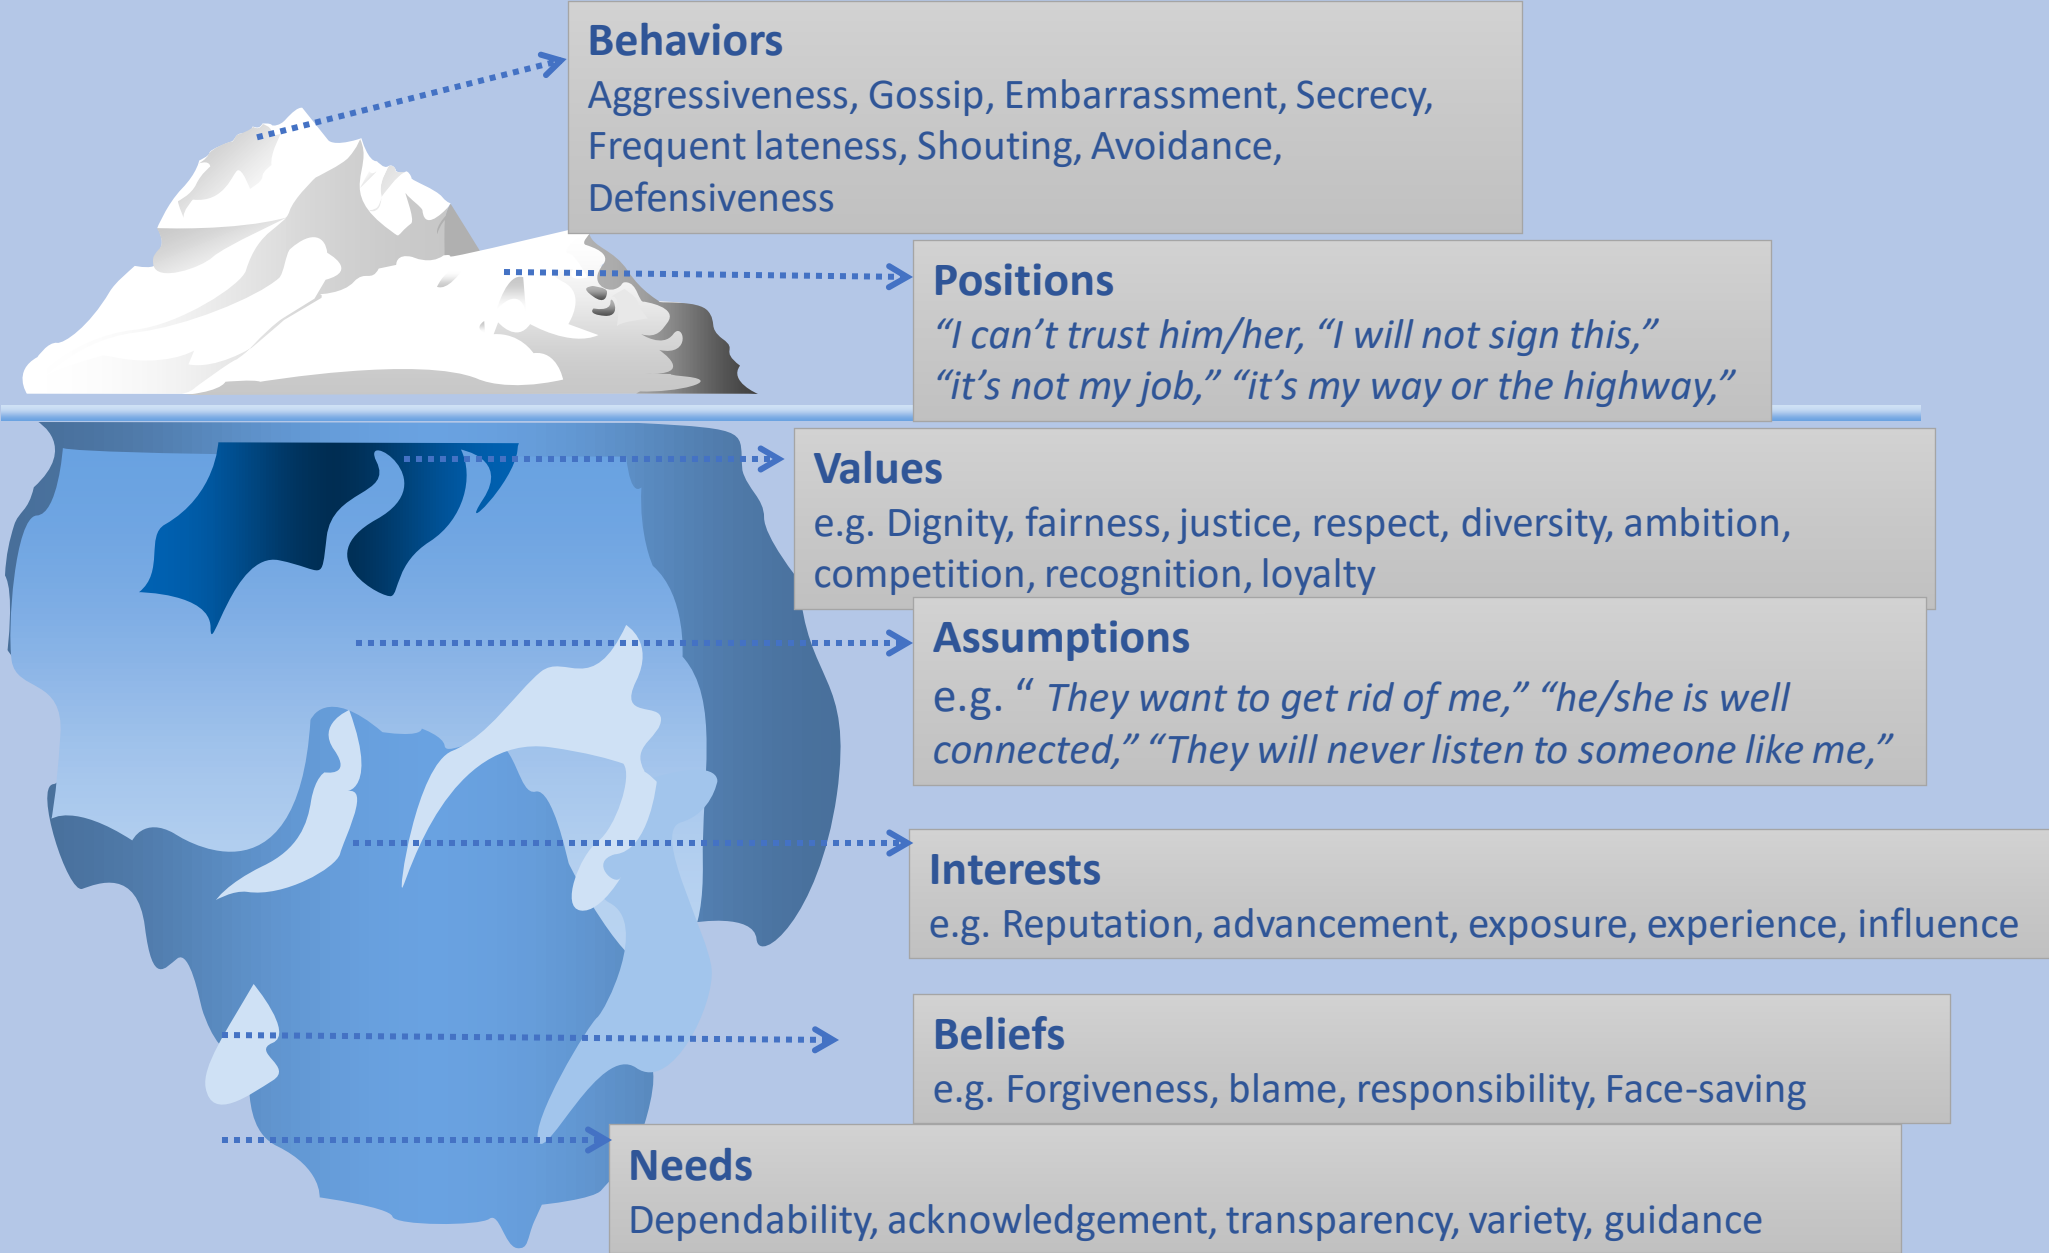 Behaviors
Aggressiveness, Gossip, Embarrassment, Secrecy,
Frequent lateness, Shouting, Avoidance,
Defensiveness
Positions
“I can’t trust him/her, “I will not sign this,”
“it’s not my job,” “it’s my way or the highway,”
Values
e.g. Dignity, fairness, justice, respect, diversity, ambition,
competition, recognition, loyalty
Assumptions
e.g. “ They want to get rid of me,” “he/she is well
connected,” “They will never listen to someone like me,”
Interests
e.g. Reputation, advancement, exposure, experience, influence
Beliefs
e.g. Forgiveness, blame, responsibility, Face-saving
Needs
Dependability, acknowledgement, transparency, variety, guidance